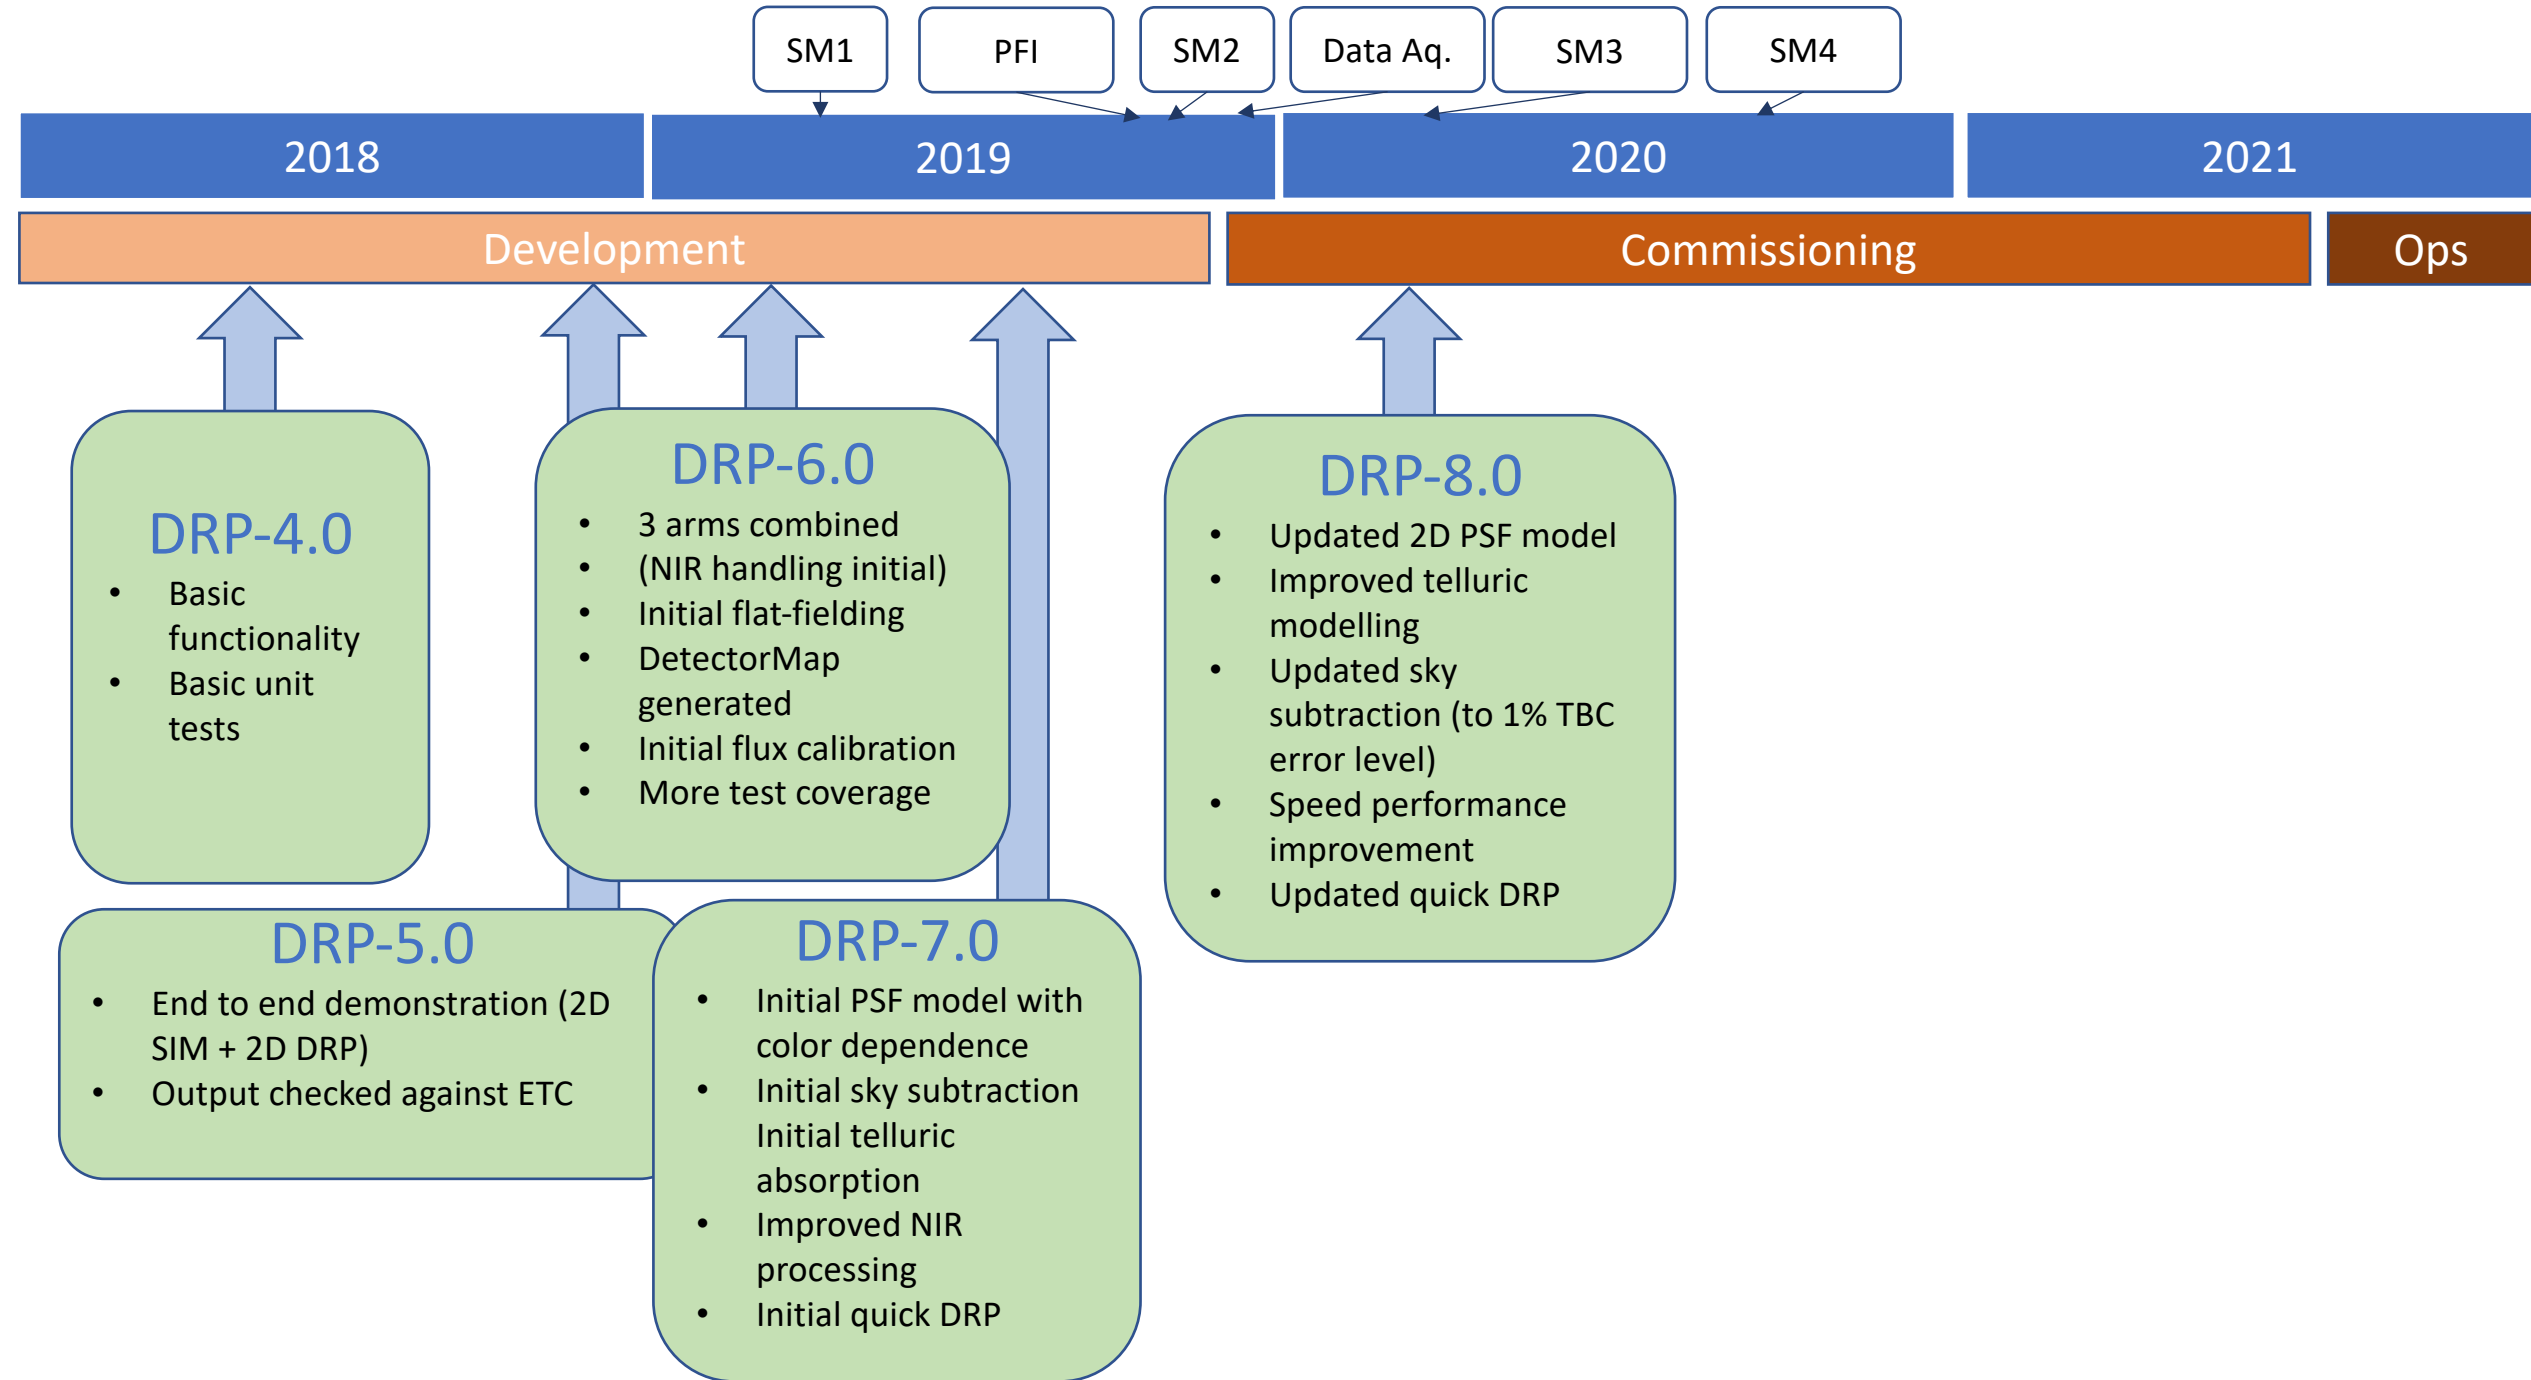 SM1
PFI
SM2
Data Aq.
SM3
SM4
2018
2019
2020
2021
Development
Commissioning
Ops
DRP-4.0
• Basic
functionality
• Basic unit
tests
DRP-6.0
• 3 arms combined
• (NIR handling initial)
• Initial flat-fielding
• DetectorMap
generated
• Initial flux calibration
• More test coverage
DRP-8.0
• Updated 2D PSF model
• Improved telluric
modelling
• Updated sky
subtraction (to 1% TBC
error level)
• Speed performance
improvement
• Updated quick DRP
DRP-5.0
• End to end demonstration (2D
SIM + 2D DRP)
• Output checked against ETC
DRP-7.0
• Initial PSF model with
color dependence
• Initial sky subtraction
Initial telluric
absorption
• Improved NIR
processing
• Initial quick DRP